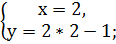 x = 2,
y = 2 * 2 − 1;